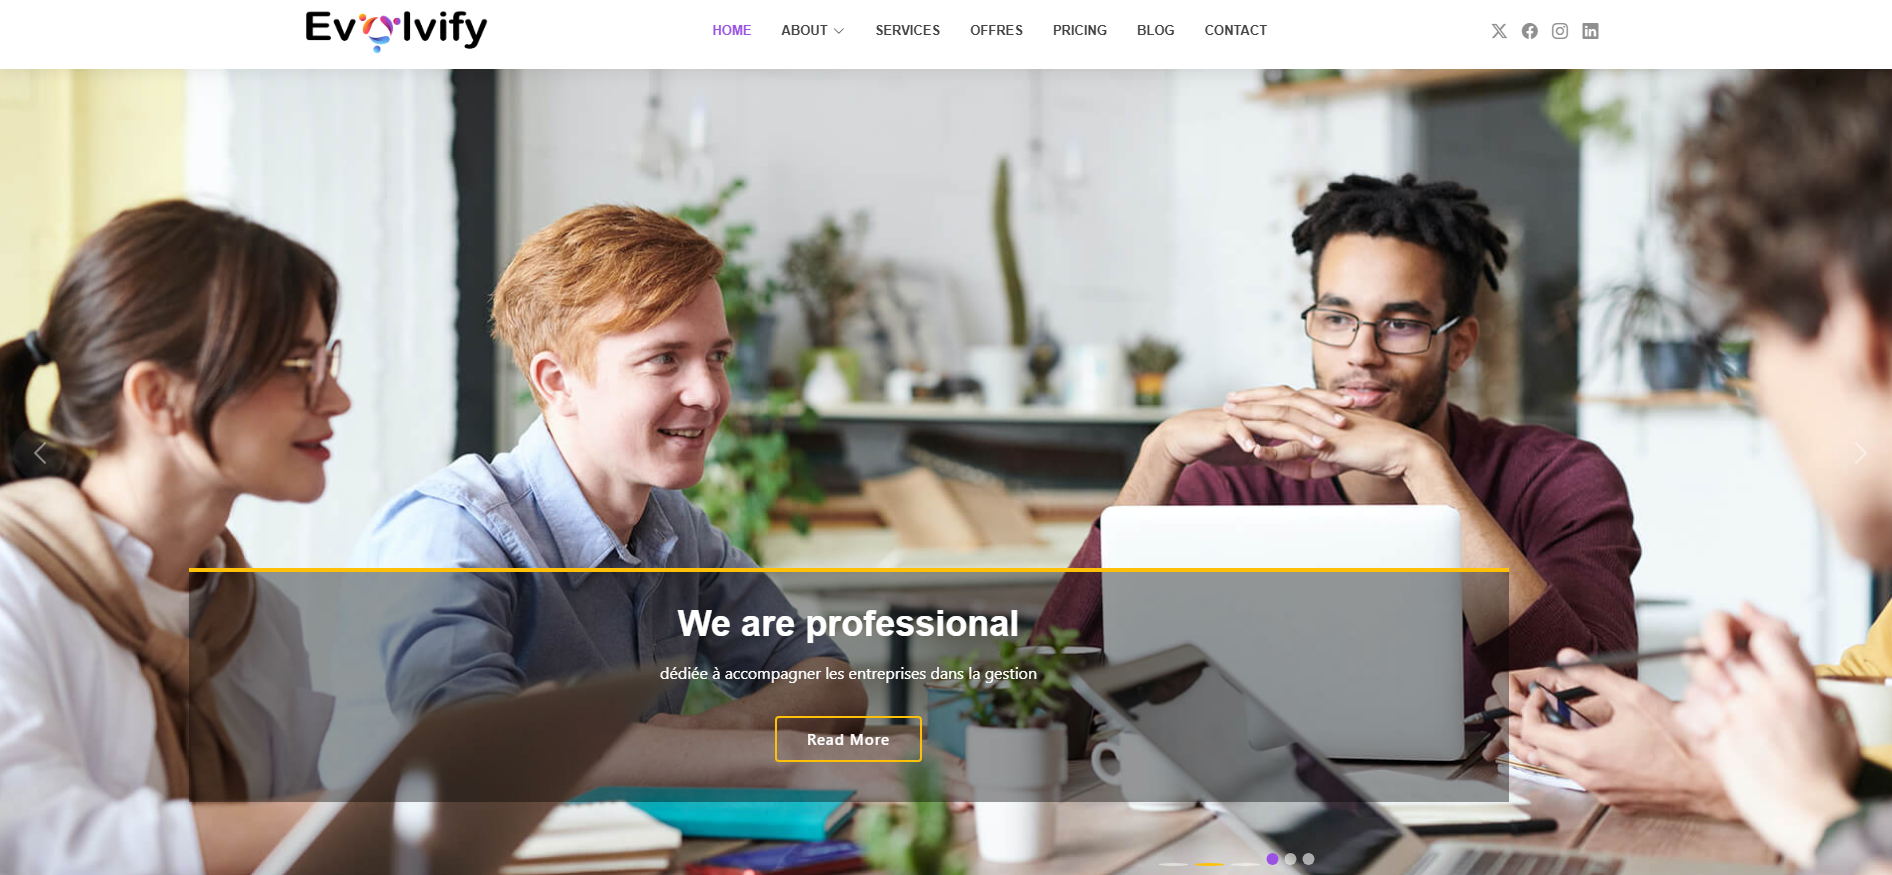 Evolvify
HOME
ABOUT
SERVICES
OFFRES
PRICING
BLOG
CONTACT
We are professional
dédiée à accompagner les entreprises dans la gestion
Read More